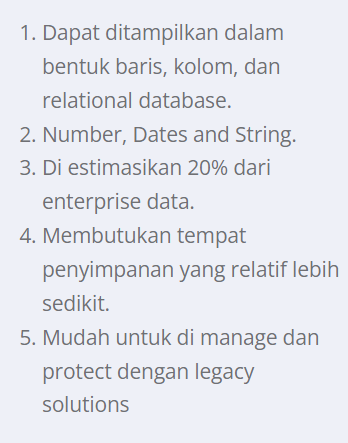 1. Dapat ditampilkan dalam
bentuk baris, kolom, dan
relational database.
2. Number, Dates and String.
3. Di estimasikan 20% dari
enterprise data.
4. Membutukan tempat
penyimpanan yang relatif lebih
sedikit.
5. Mudah untuk di manage dan
protect dengan legacy
solutions